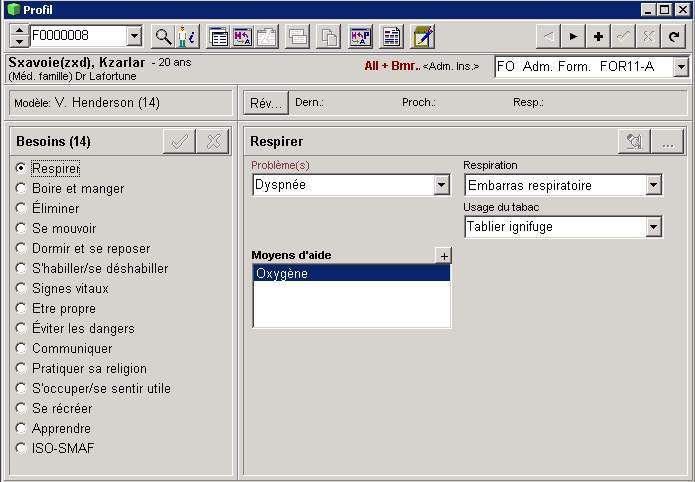 Profil
F0000008
Sxavoie(zxd), Kzarlar - 20 ans
(Méd. famille) Dr Lafortune
All + Bmr.. <Adm. Ins.>
FO Adm. Form. FOR11-A
Modèle: V. Henderson (14)
Rév...
Dern.:
Proch.:
Resp.:
Besoins (14)
Respirer
Boire et manger
Éliminer
Se mouvoir
Dormir et se reposer
S'habiller/se déshabiller
Signes vitaux
Etre propre
Éviter les dangers
Communiquer
Pratiquer sa religion
S'occuper/se sentir utile
Se récréer
Apprendre
ISO-SMAF
Respirer
...
Problème(s)
Dyspnée
Respiration
Embarras respiratoire
Usage du tabac
Tablier ignifuge
Moyens d'aide
+
Oxygène